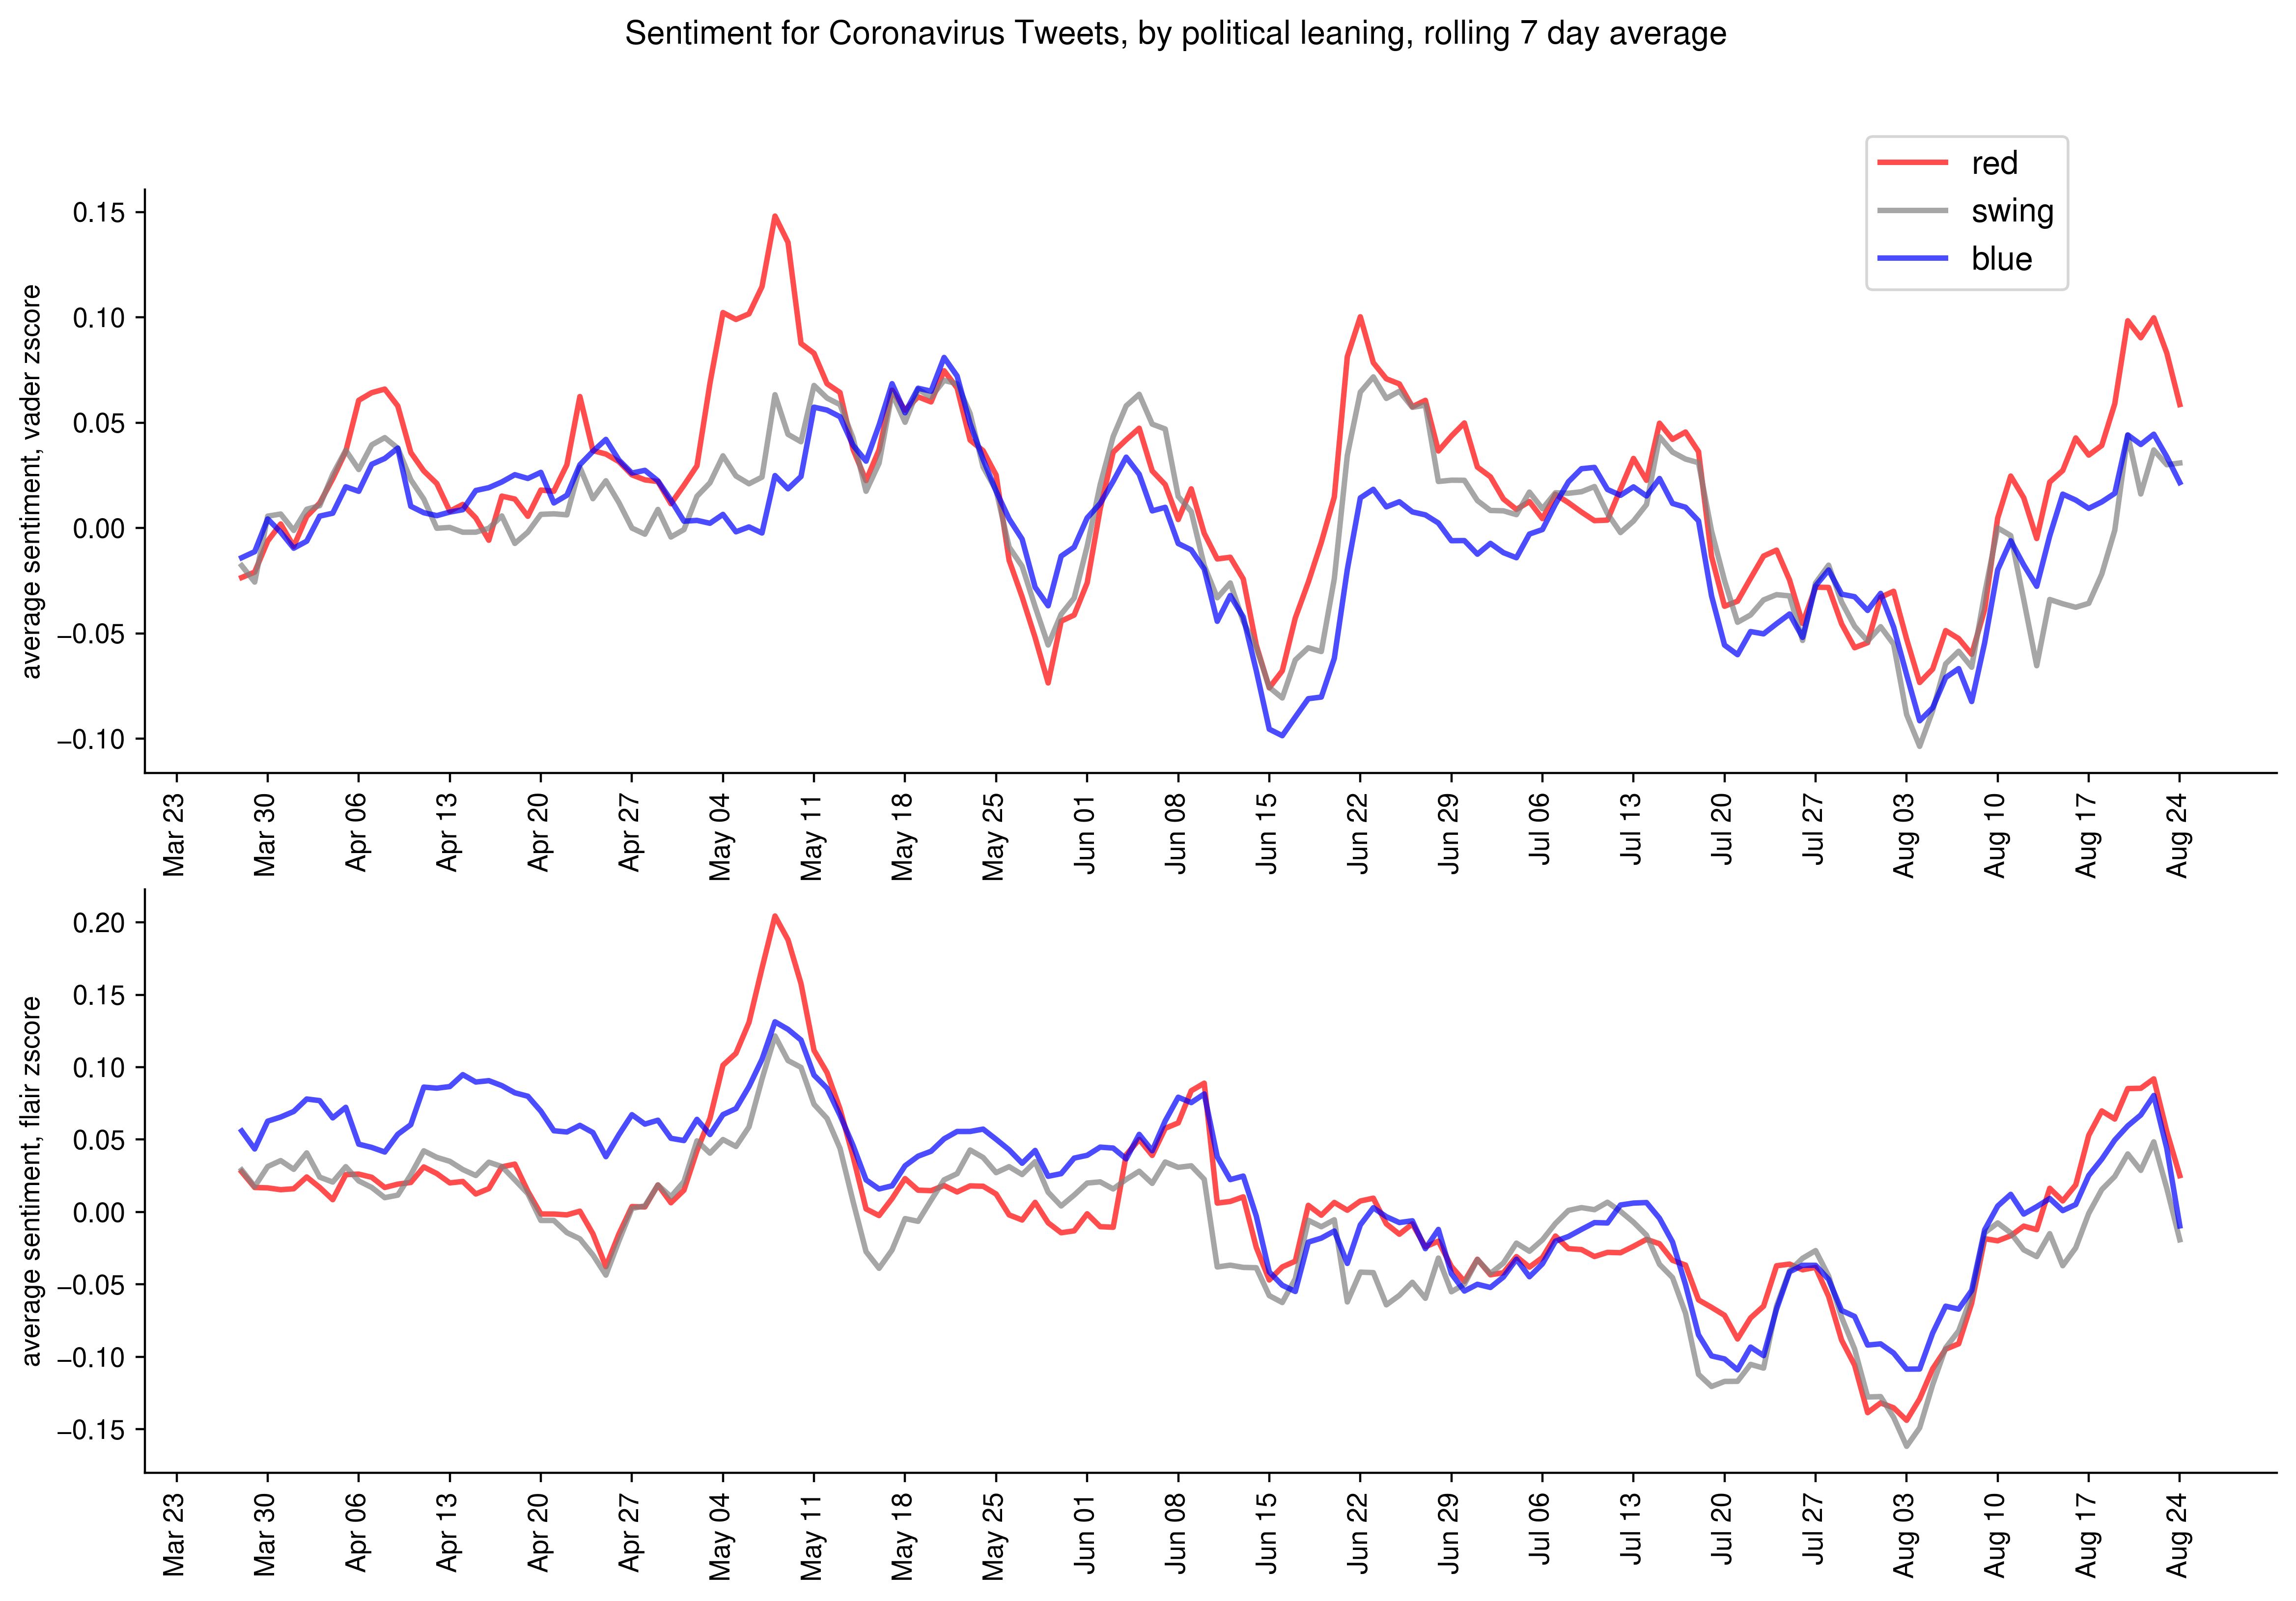 Sentiment for Coronavirus Tweets, by political leaning, rolling 7 day average
red
swing
blue
average sentiment, vader zscore
0.15
0.10
0.05
0.00
−0.05
−0.10
Mar 23
Mar 30
Apr 06
Apr 13
Apr 20
Apr 27
May 04
May 11
May 18
May 25
Jun 01
Jun 08
Jun 15
Jun 22
Jun 29
Jul 06
Jul 13
Jul 20
Jul 27
Aug 03
Aug 10
Aug 17
Aug 24
average sentiment, flair zscore
0.20
0.15
0.10
0.05
0.00
−0.05
−0.10
−0.15
Mar 23
Mar 30
Apr 06
Apr 13
Apr 20
Apr 27
May 04
May 11
May 18
May 25
Jun 01
Jun 08
Jun 15
Jun 22
Jun 29
Jul 06
Jul 13
Jul 20
Jul 27
Aug 03
Aug 10
Aug 17
Aug 24